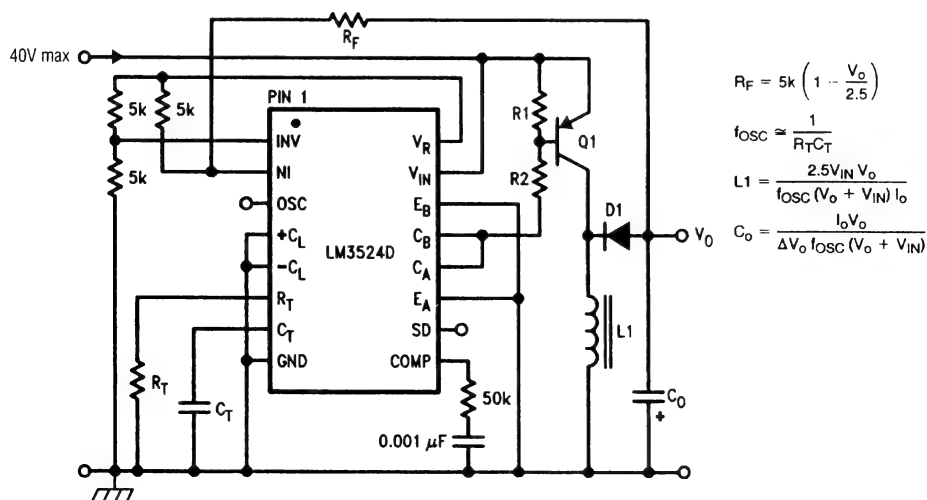 R_F
40V max
PIN 1
5k 5k
5k
INV
NI
OSC
+C_L
−C_L
R_T
C_T
GND
LM3524D
V_R
V_IN
E_B
C_B
C_A
E_A
SD
COMP
R1
R2
Q1
D1
V_O
L1
R_T
C_T
50k
0.001 μF
C_O
+
R_F = 5k (1 − V_o / 2.5)
f_OSC ≅ 1 / R_T C_T
L1 = 2.5V_IN V_o / f_OSC (V_o + V_IN) I_o
C_o = I_o V_o / ΔV_o f_OSC (V_o + V_IN)